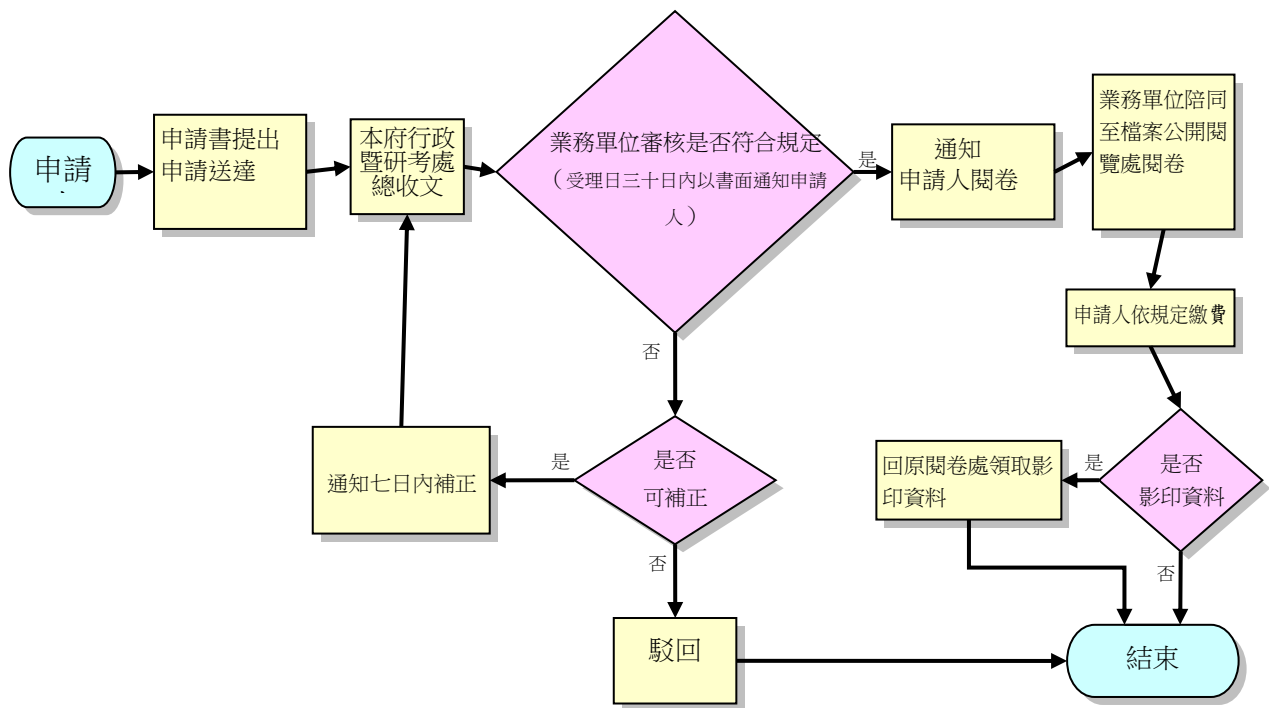 申請
申請書提出
申請送達
本府行政
暨研考處
總收文
業務單位審核是否符合規定
（受理日三十日內以書面通知申請
人）
是
通知
申請人閱卷
業務單位陪同
至檔案公開閱
覽處閱卷
申請人依規定繳費
否
是否
可補正
是
通知七日內補正
否
駁回
是否
影印資料
是
回原閱卷處領取影
印資料
否
結束